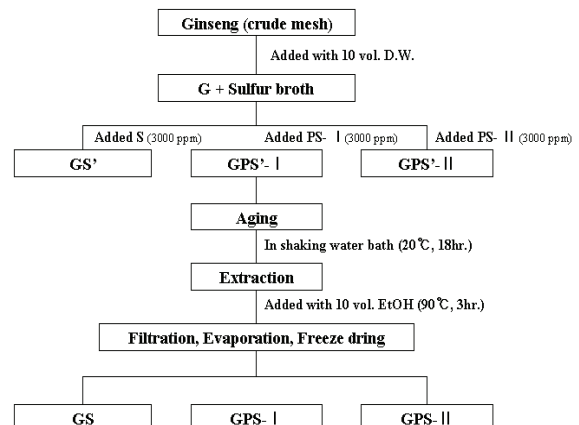 Ginseng (crude mesh)
Added with 10 vol. D.W.
G + Sulfur broth
Added S (3000 ppm) Added PS- Ⅰ (3000 ppm) Added PS- Ⅱ (3000 ppm)
GS’ GPS’- Ⅰ GPS’- Ⅱ
Aging
In shaking water bath (20℃, 18hr.)
Extraction
Added with 10 vol. EtOH (90℃, 3hr.)
Filtration, Evaporation, Freeze dring
GS GPS- Ⅰ GPS- Ⅱ